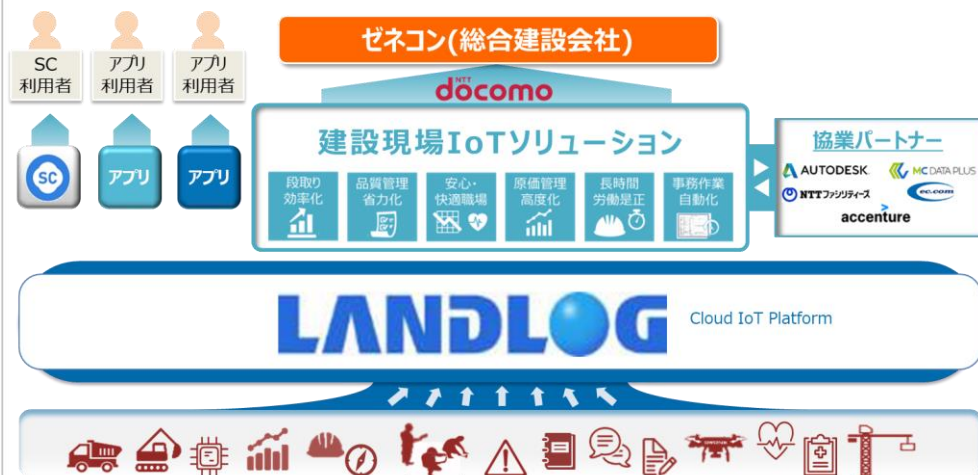 SC
利用者
アプリ
利用者
アプリ
利用者
ゼネコン(総合建設会社)
NTT
döcomo
SC
アプリ
アプリ
建設現場IoTソリューション
段取り
効率化
品質管理
省力化
安心・
快適職場
原価管理
高度化
長時間
労働是正
事務作業
自動化
協業パートナー
AUTODESK
MC DATA PLUS
NTTファシリティーズ
ec.com
accenture
LANDLOG
Cloud IoT Platform